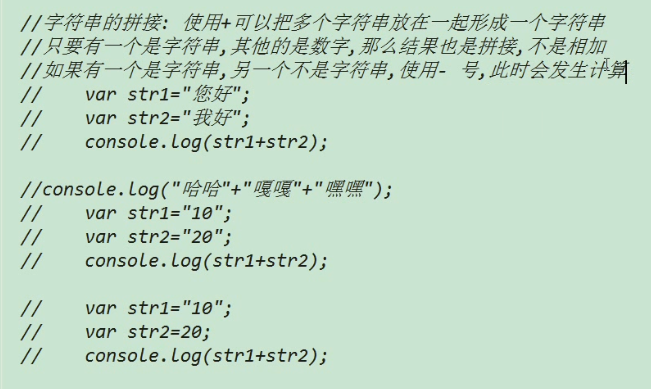 //字符串的拼接: 使用+可以把多个字符串放在一起形成一个字符串
//只要有一个是字符串,其他的是数字,那么结果也是拼接,不是相加
//如果有一个是字符串,另一个不是字符串,使用- 号,此时会发生计算
//    var str1="您好";
//    var str2="我好";
//    console.log(str1+str2);

//console.log("哈哈"+"嘎嘎"+"嘿嘿");
//    var str1="10";
//    var str2="20";
//    console.log(str1+str2);

//    var str1="10";
//    var str2=20;
//    console.log(str1+str2);